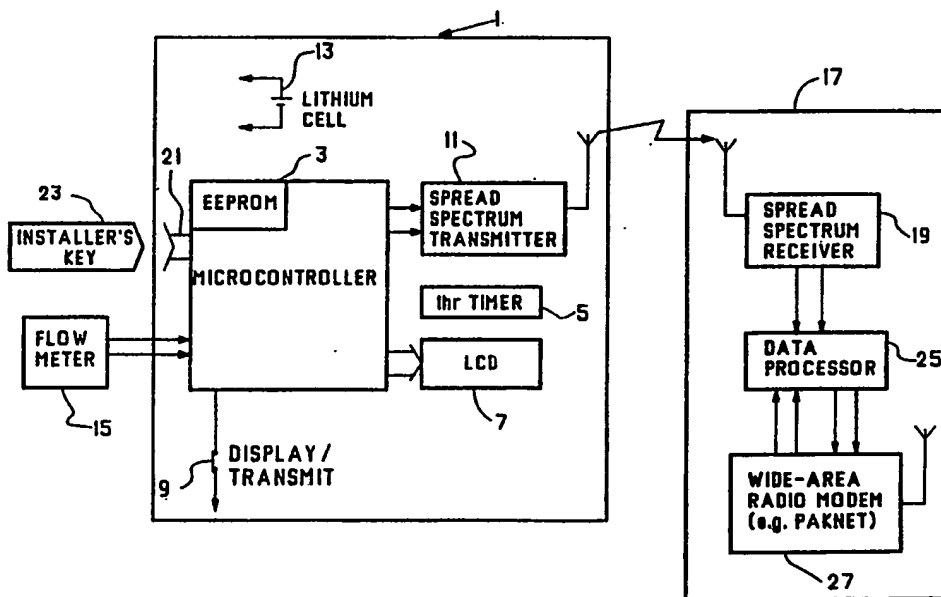 1
13
17
LITHIUM
CELL
3
11
21
23
EEPROM
SPREAD
SPECTRUM
TRANSMITTER
SPREAD
SPECTRUM
RECEIVER
19
INSTALLER'S
KEY
MICROCONTROLLER
1hr TIMER
5
FLOW
METER
LCD
DATA
PROCESSOR
25
15
7
9
DISPLAY/
TRANSMIT
WIDE-AREA
RADIO MODEM
(e.g. PAKNET)
27